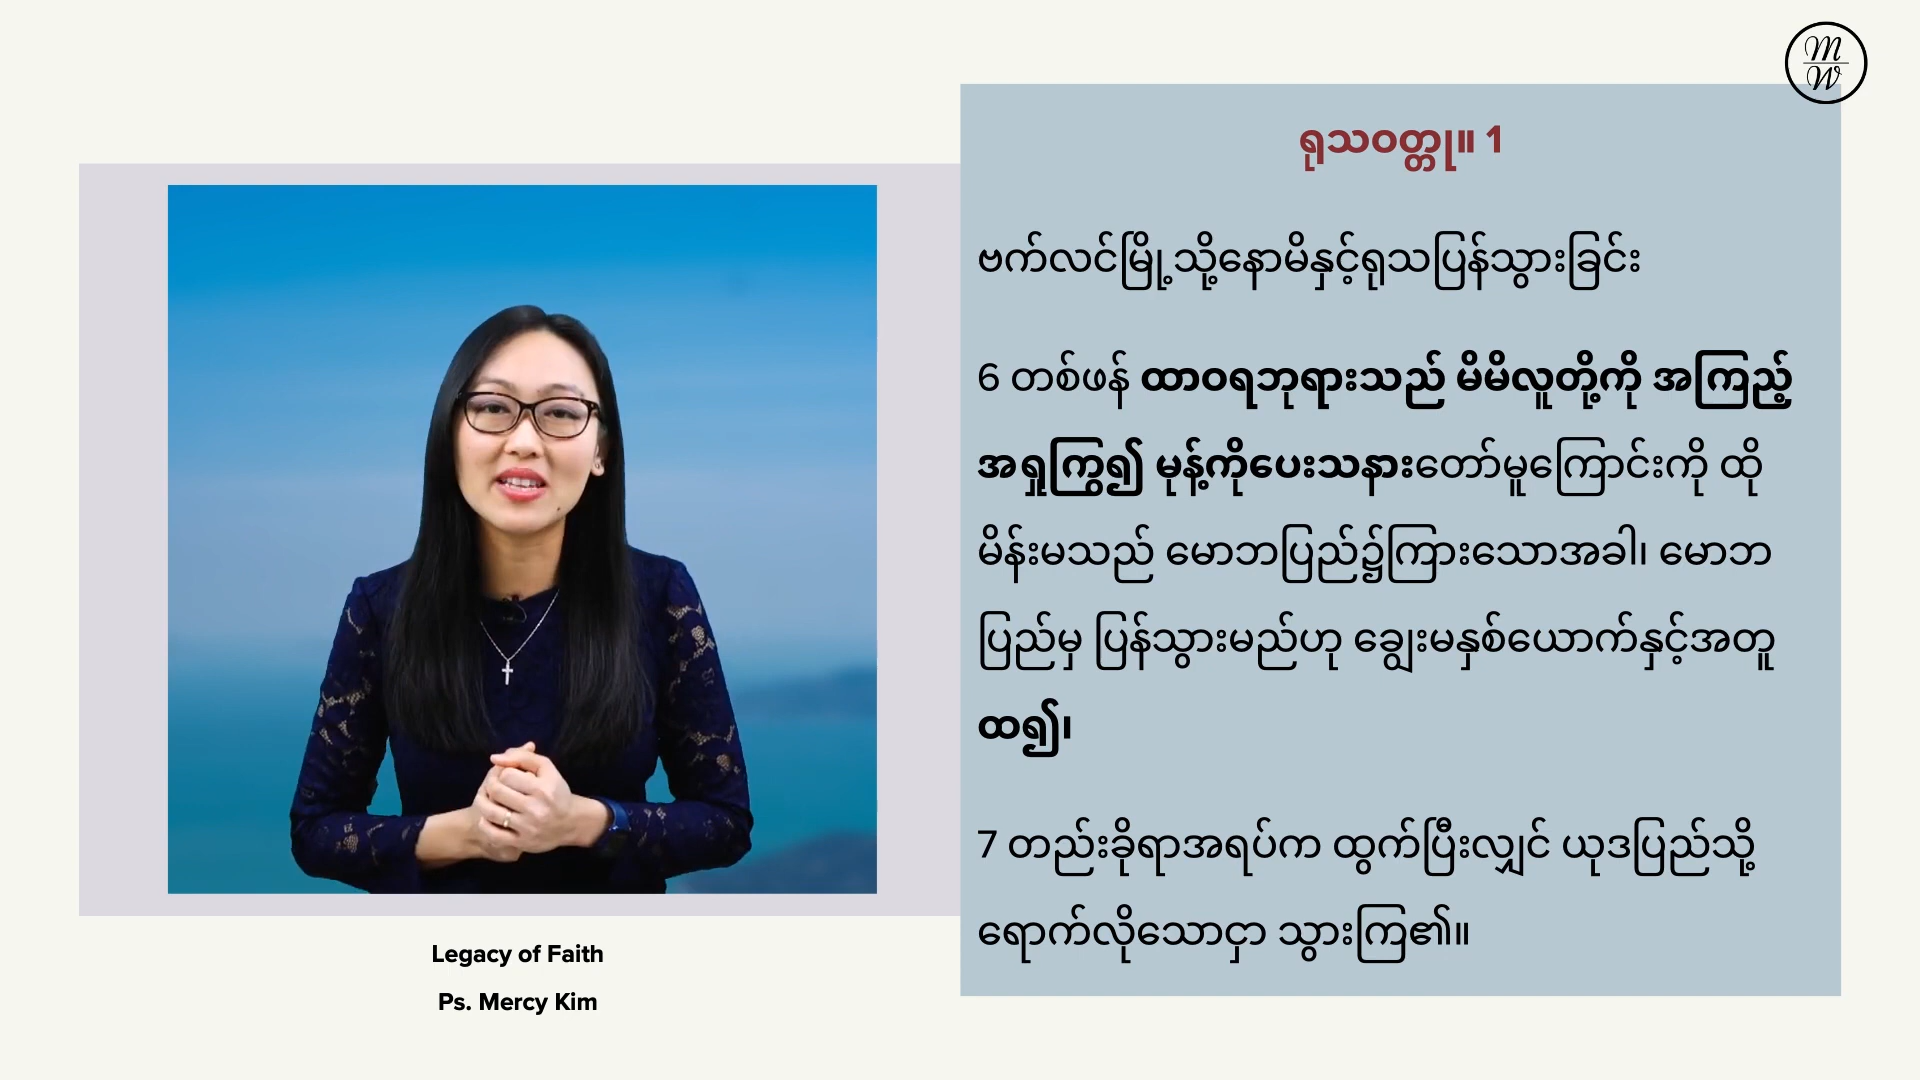 M
W
ရုသဝတ္တု။ 1
ဗက်လင်မြို့သို့နောမိနှင့်ရုသပြန်သွားခြင်း
6 တစ်ဖန် ထာဝရဘုရားသည် မိမိလူတို့ကို အကြည့်
အရှုကြွ၍ မုန့်ကိုပေးသနားတော်မူကြောင်းကို ထို
မိန်းမသည် မောဘပြည်၌ကြားသောအခါ၊ မောဘ
ပြည်မှ ပြန်သွားမည်ဟု ချွေးမနှစ်ယောက်နှင့်အတူ
ထ၍၊
7 တည်းခိုရာအရပ်က ထွက်ပြီးလျှင် ယုဒပြည်သို့
ရောက်လိုသောငှာ သွားကြ၏။
Legacy of Faith
Ps. Mercy Kim